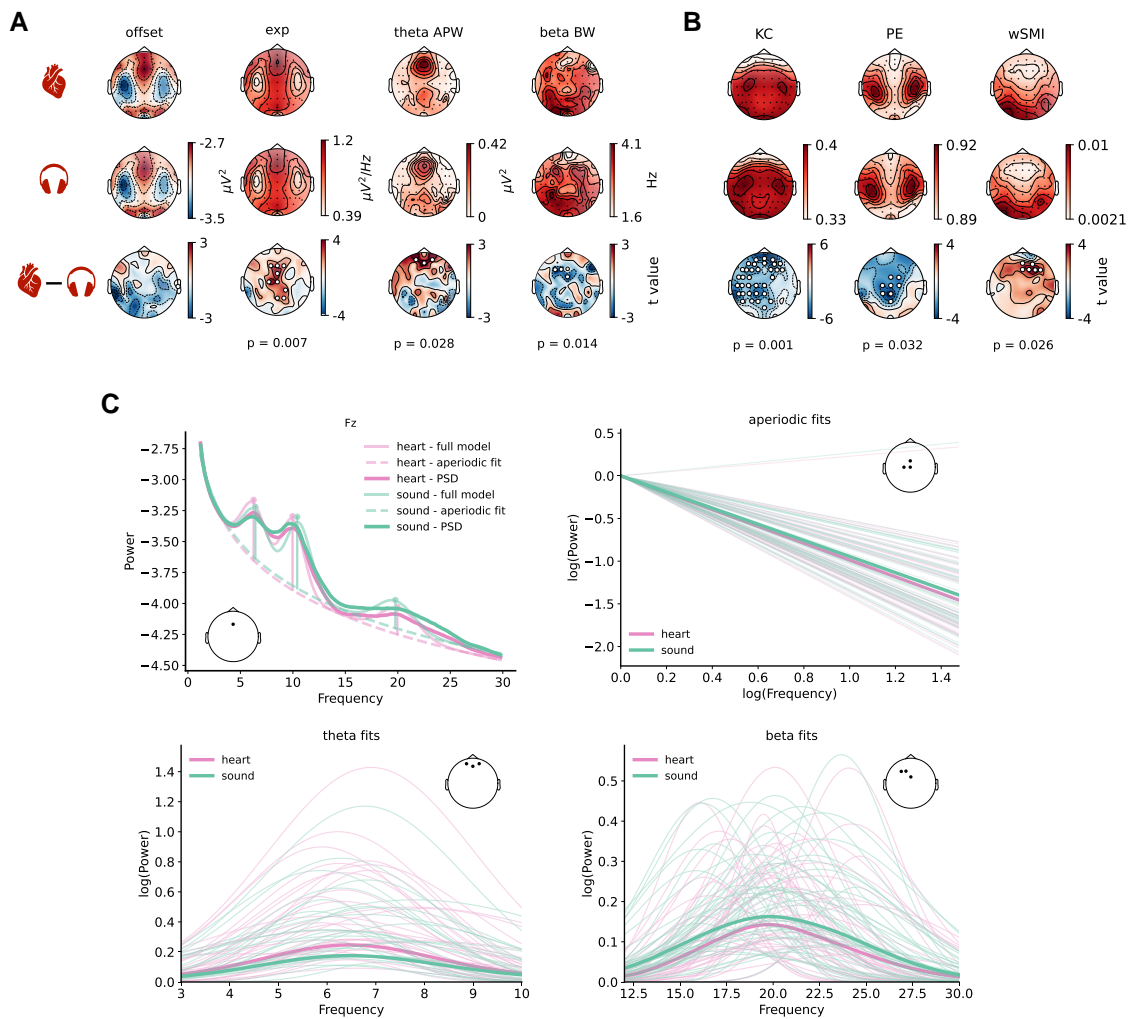 A
B
offset
exp
theta APW
beta BW
KC
PE
wSMI
-2.7
-3.5
μV²
1.2
0.39
μV²/Hz
0.42
0
μV²
4.1
1.6
Hz
0.4
0.33
0.92
0.89
0.01
0.0021
3
-3
4
-4
3
-3
3
-3
t value
6
-6
4
-4
4
-4
t value
p = 0.007
p = 0.028
p = 0.014
p = 0.001
p = 0.032
p = 0.026
C
Fz
−2.75
−3.00
−3.25
−3.50
−3.75
−4.00
−4.25
−4.50
Power
heart - full model
heart - aperiodic fit
heart - PSD
sound - full model
sound - aperiodic fit
sound - PSD
0 5 10 15 20 25 30
Frequency
aperiodic fits
0.5
0.0
−0.5
−1.0
−1.5
−2.0
log(Power)
heart
sound
0.0 0.2 0.4 0.6 0.8 1.0 1.2 1.4
log(Frequency)
theta fits
heart
sound
1.4
1.2
1.0
0.8
0.6
0.4
0.2
0.0
log(Power)
3 4 5 6 7 8 9 10
Frequency
beta fits
heart
sound
0.5
0.4
0.3
0.2
0.1
0.0
log(Power)
12.5 15.0 17.5 20.0 22.5 25.0 27.5 30.0
Frequency